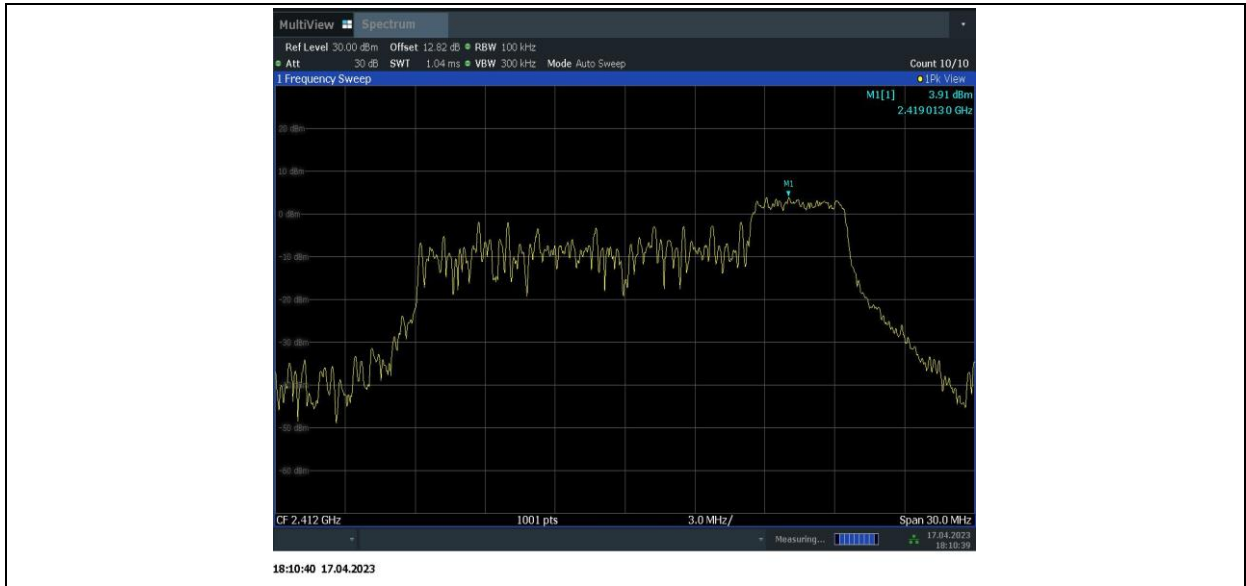 MultiView Spectrum
Ref Level 30.00 dBm Offset 12.82 dB RBW 100 kHz
Att 30 dB SWT 1.04 ms VBW 300 kHz Mode Auto Sweep Count 10/10
1 Frequency Sweep 1Pk View
M1[1] 3.91 dBm
2.4190130 GHz
20 dBm
10 dBm
M1
0 dBm
-10 dBm
-20 dBm
-30 dBm
-50 dBm
-60 dBm
CF 2.412 GHz 1001 pts 3.0 MHz/ Span 30.0 MHz
Measuring... 17.04.2023
18:10:39
18:10:40 17.04.2023